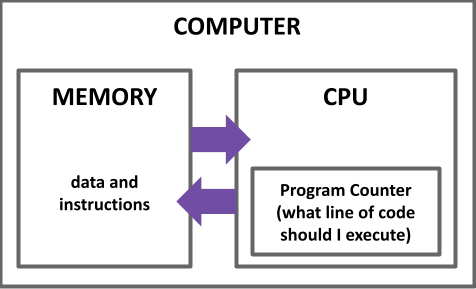 COMPUTER
MEMORY
data and
instructions
CPU
Program Counter
(what line of code
should I execute)